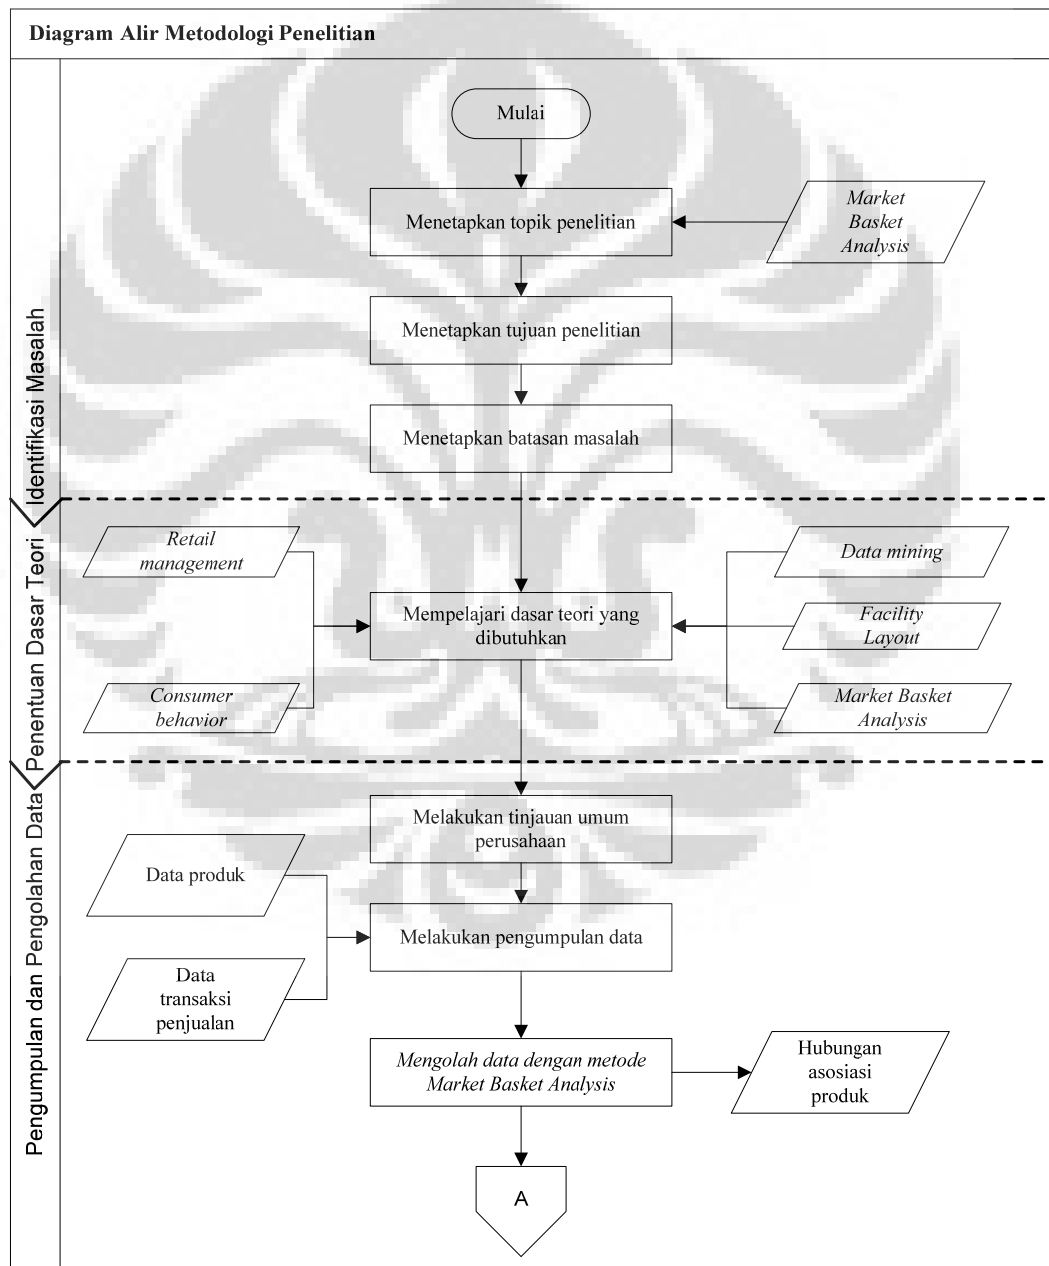 Diagram Alir Metodologi Penelitian
Identifikasi Masalah
Mulai
Menetapkan topik penelitian
Market
Basket
Analysis
Menetapkan tujuan penelitian
Menetapkan batasan masalah
Penentuan Dasar Teori
Retail
management
Consumer
behavior
Mempelajari dasar teori yang
dibutuhkan
Data mining
Facility
Layout
Market Basket
Analysis
Pengumpulan dan Pengolahan Data
Melakukan tinjauan umum
perusahaan
Data produk
Data
transaksi
penjualan
Melakukan pengumpulan data
Mengolah data dengan metode
Market Basket Analysis
Hubungan
asosiasi
produk
A